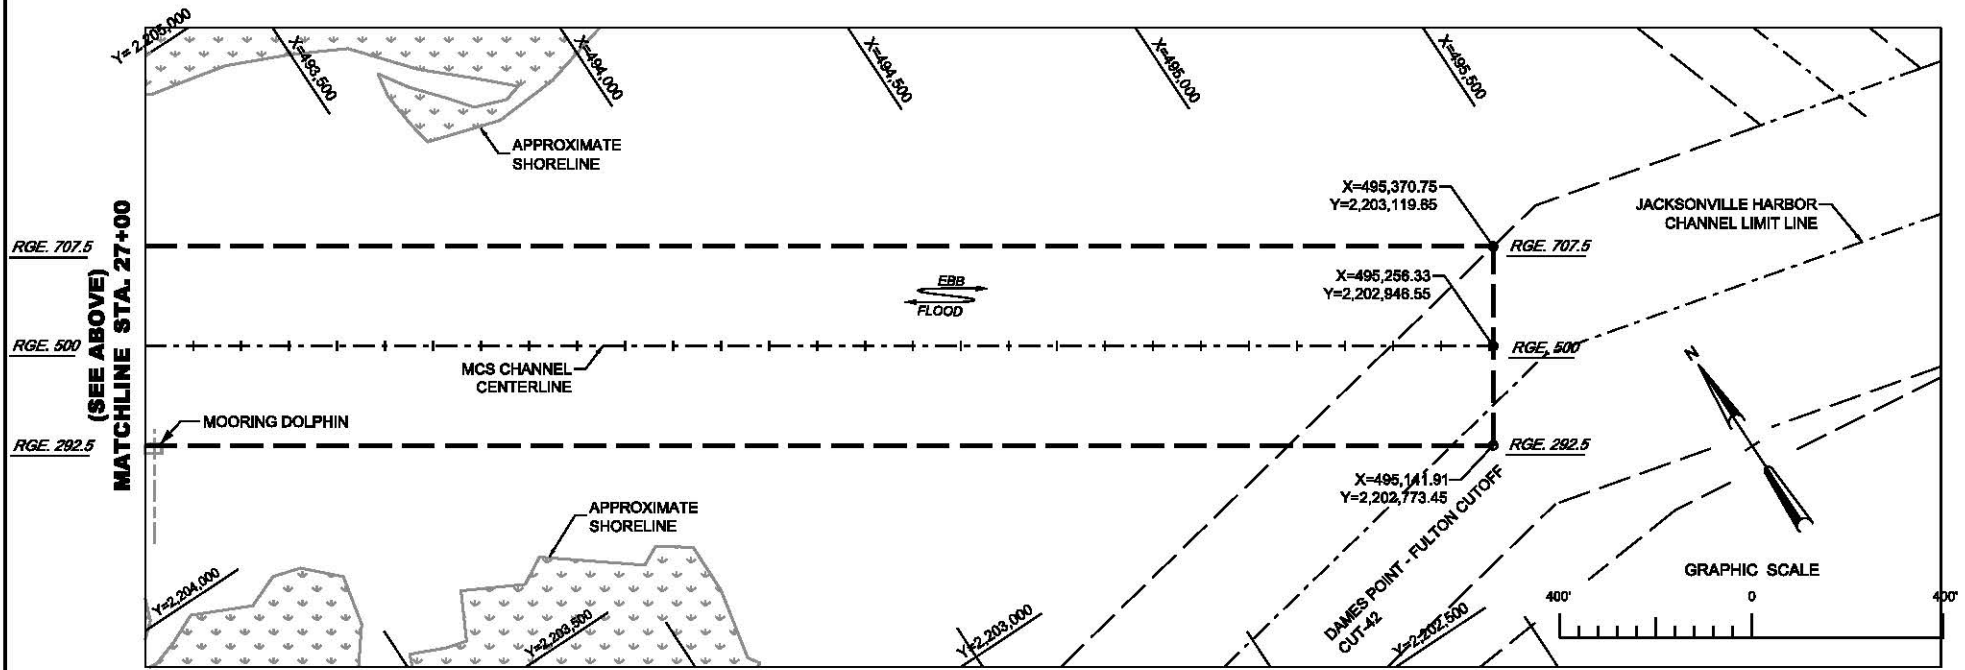 Y= 2,205,000
X=493,500
X=494,000
X=494,500
X=495,000
X=495,500
APPROXIMATE
SHORELINE
X=495,370.75
Y=2,203,119.65
JACKSONVILLE HARBOR
CHANNEL LIMIT LINE
RGE. 707.5
(SEE ABOVE)
MATCHLINE STA. 27+00
RGE. 707.5
X=495,256.33
Y=2,202,946.55
EBB
FLOOD
RGE. 500
RGE. 500
MCS CHANNEL
CENTERLINE
N
MOORING DOLPHIN
RGE. 292.5
RGE. 292.5
X=495,141.91
Y=2,202,773.45
APPROXIMATE
SHORELINE
DAMES POINT - FULTON CUTOFF
CUT-42
GRAPHIC SCALE
400' 0 400'
Y=2,204,000
Y=2,203,500
Y=2,203,000
Y=2,202,500